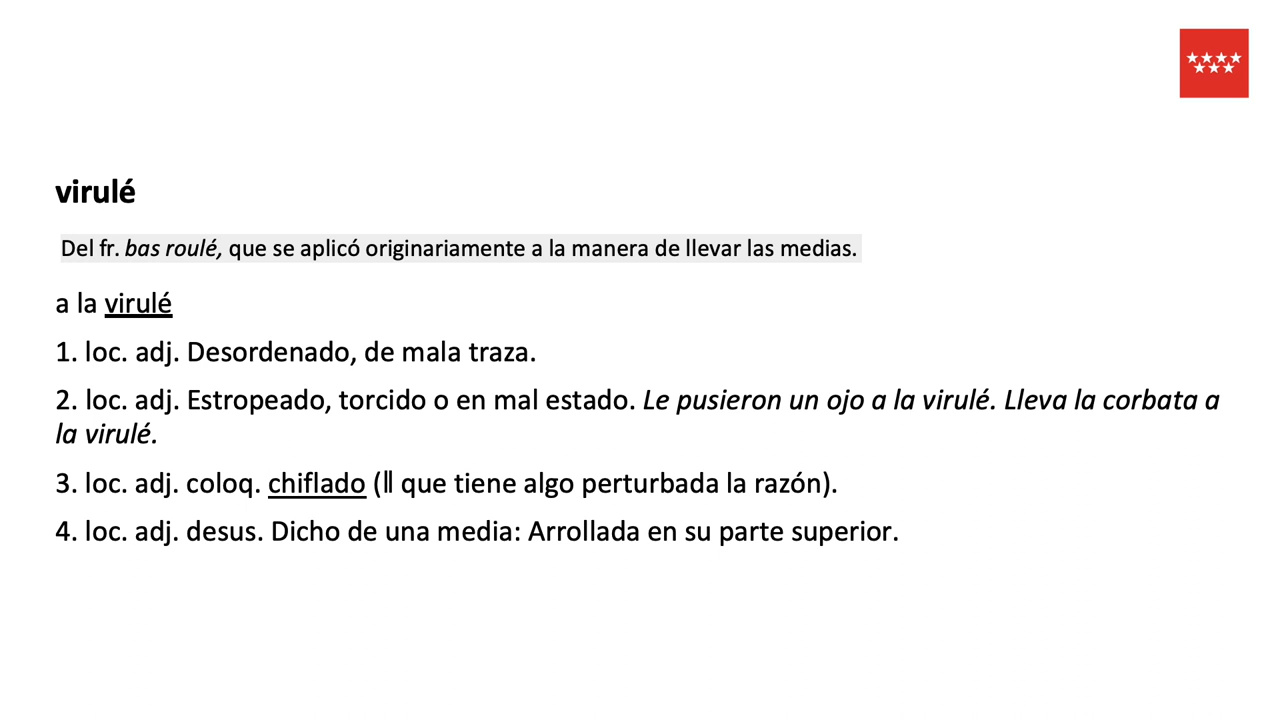 virulé
Del fr. bas roulé, que se aplicó originariamente a la manera de llevar las medias.
a la virulé
1. loc. adj. Desordenado, de mala traza.
2. loc. adj. Estropeado, torcido o en mal estado. Le pusieron un ojo a la virulé. Lleva la corbata a
la virulé.
3. loc. adj. coloq. chiflado (ǁ que tiene algo perturbada la razón).
4. loc. adj. desus. Dicho de una media: Arrollada en su parte superior.